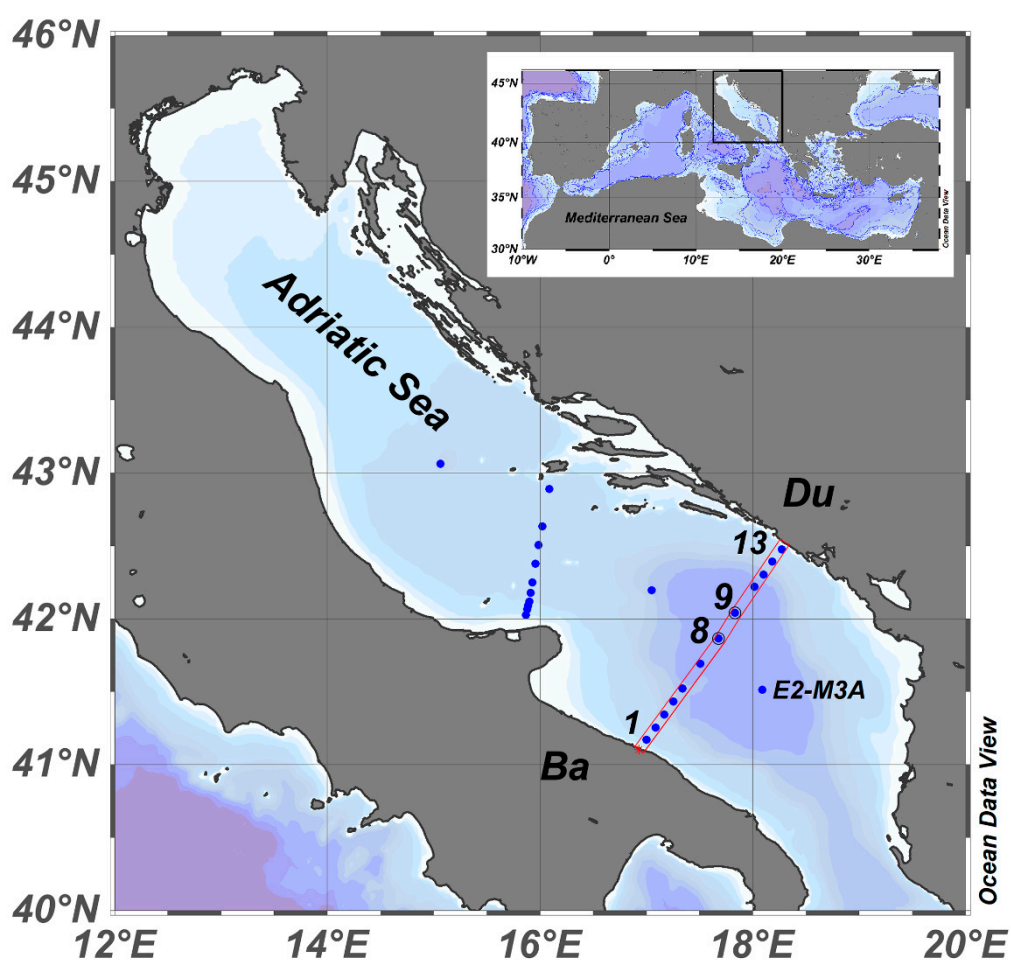 46°N
45°N
44°N
43°N
42°N
41°N
40°N
12°E
14°E
16°E
18°E
20°E
45°N
40°N
35°N
30°N
10°W
0°
10°E
20°E
30°E
Mediterranean Sea
Ocean Data View
Adriatic Sea
Du
13
9
8
E2-M3A
1
Ba
Ocean Data View